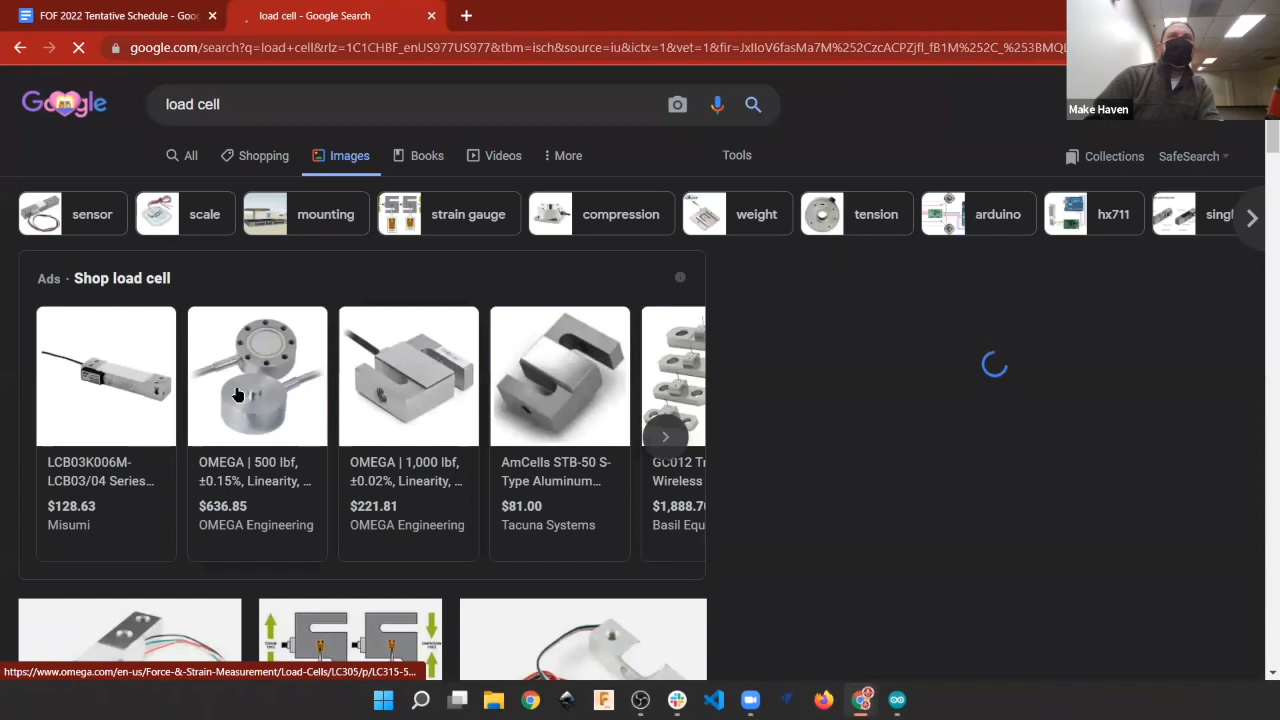 FOF 2022 Tentative Schedule - Goo
load cell - Google Search
google.com/search?q=load+cell&rlz=1C1CHBF_enUS977US977&tbm=isch&source=iu&ictx=1&vet=1&fir=JxIIoV6fasMa7M%252CzcACPZjfl_fB1M%252C_%253BMQL
Make Haven
Google
load cell
All
Shopping
Images
Books
Videos
More
Tools
Collections
SafeSearch
sensor
scale
mounting
strain gauge
compression
weight
tension
arduino
hx711
singl
Ads · Shop load cell
LCB03K006M-
LCB03/04 Series...
$128.63
Misumi
OMEGA | 500 lbf,
±0.15%, Linearity, ...
$636.85
OMEGA Engineering
OMEGA | 1,000 lbf,
±0.02%, Linearity, ...
$221.81
OMEGA Engineering
AmCells STB-50 S-
Type Aluminum...
$81.00
Tacuna Systems
GC012 Tr
Wireless
$1,888.70
Basil Equ
https://www.omega.com/en-us/Force-&-Strain-Measurement/Load-Cells/LC305/p/LC315-5...